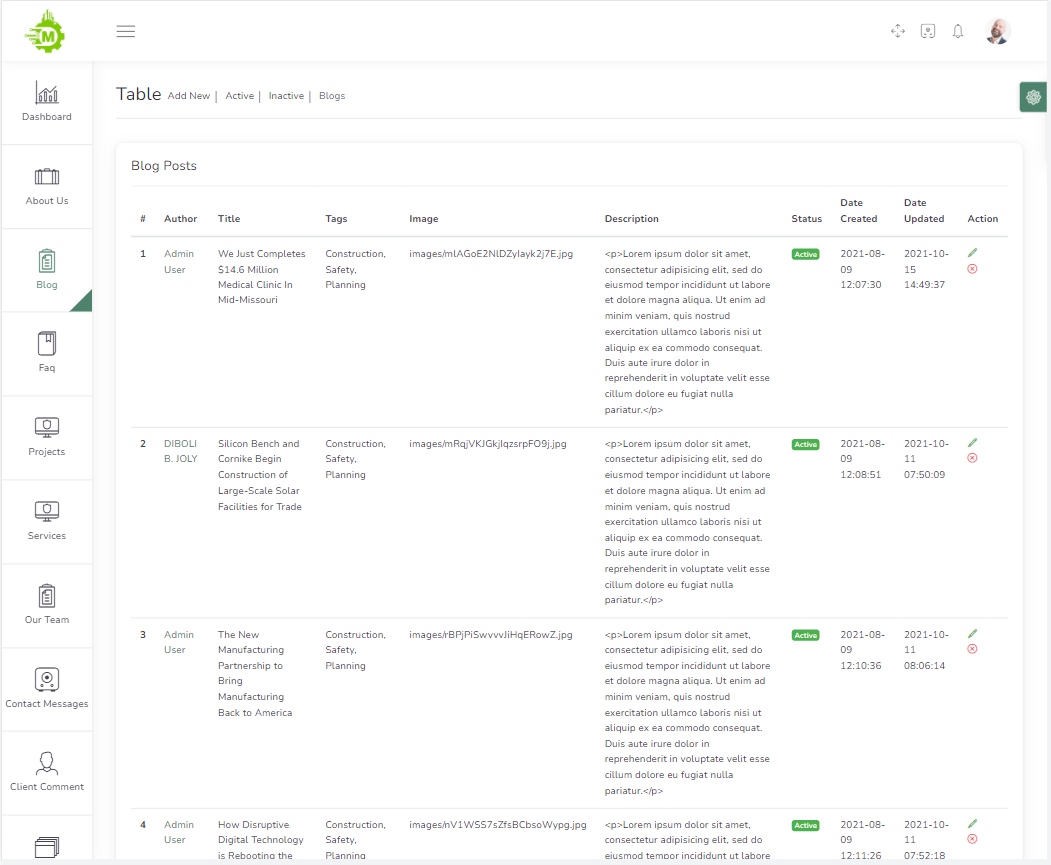 M
Table Add New | Active | Inactive | Blogs
Dashboard
About Us
Blog
Faq
Projects
Services
Our Team
Contact Messages
Client Comment
Blog Posts
# Author Title Tags Image Description Status Date Created Date Updated Action
1
Admin
User
We Just Completes
$14.6 Million
Medical Clinic In
Mid-Missouri
Construction,
Safety,
Planning
images/mIAGoE2NlDZyIayk2j7E.jpg
<p>Lorem ipsum dolor sit amet,
consectetur adipisicing elit, sed do
eiusmod tempor incididunt ut labore
et dolore magna aliqua. Ut enim ad
minim veniam, quis nostrud
exercitation ullamco laboris nisi ut
aliquip ex ea commodo consequat.
Duis aute irure dolor in
reprehenderit in voluptate velit esse
cillum dolore eu fugiat nulla
pariatur.</p>
Active
2021-08-
09
12:07:30
2021-10-
15
14:49:37
2
DIBOLI
B. JOLY
Silicon Bench and
Cornike Begin
Construction of
Large-Scale Solar
Facilities for Trade
Construction,
Safety,
Planning
images/mRqjVKJGkjIqzsrpFO9j.jpg
<p>Lorem ipsum dolor sit amet,
consectetur adipisicing elit, sed do
eiusmod tempor incididunt ut labore
et dolore magna aliqua. Ut enim ad
minim veniam, quis nostrud
exercitation ullamco laboris nisi ut
aliquip ex ea commodo consequat.
Duis aute irure dolor in
reprehenderit in voluptate velit esse
cillum dolore eu fugiat nulla
pariatur.</p>
Active
2021-08-
09
12:08:51
2021-10-
11
07:50:09
3
Admin
User
The New
Manufacturing
Partnership to
Bring
Manufacturing
Back to America
Construction,
Safety,
Planning
images/rBPjPiSwvvvJiHqERowZ.jpg
<p>Lorem ipsum dolor sit amet,
consectetur adipisicing elit, sed do
eiusmod tempor incididunt ut labore
et dolore magna aliqua. Ut enim ad
minim veniam, quis nostrud
exercitation ullamco laboris nisi ut
aliquip ex ea commodo consequat.
Duis aute irure dolor in
reprehenderit in voluptate velit esse
cillum dolore eu fugiat nulla
pariatur.</p>
Active
2021-08-
09
12:10:36
2021-10-
11
08:06:14
4
Admin
User
How Disruptive
Digital Technology
is Rebooting the
Construction,
Safety,
Planning
images/nV1WSS7sZfsBCbsoWypg.jpg
<p>Lorem ipsum dolor sit amet,
consectetur adipisicing elit, sed do
eiusmod tempor incididunt ut labore
Active
2021-08-
09
12:11:26
2021-10-
11
07:52:18